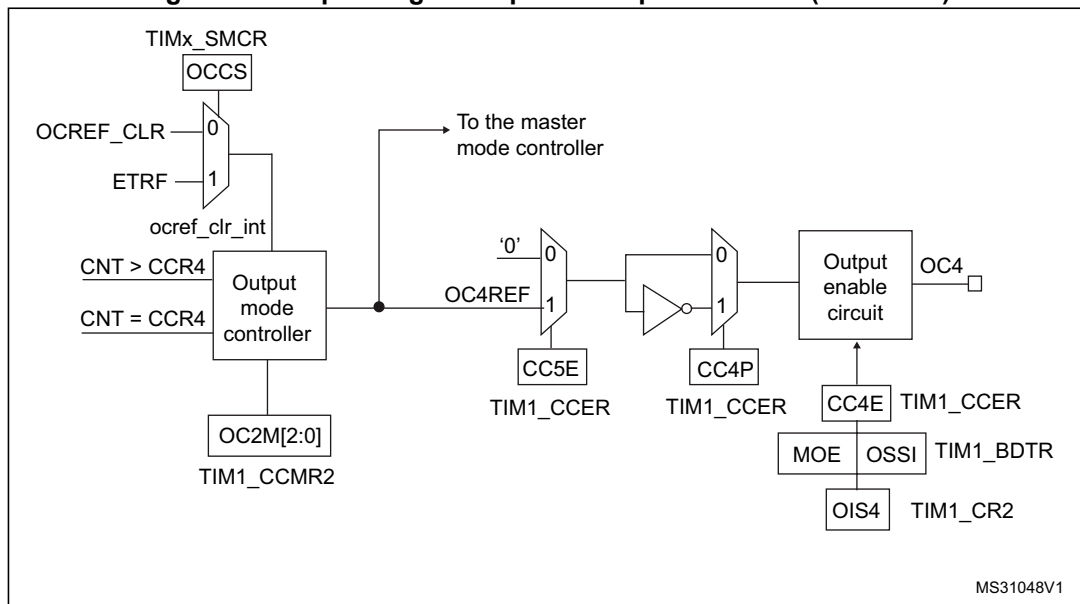 TIMx_SMCR
OCCS
OCREF_CLR
0
ETRF
1
ocref_clr_int
To the master
mode controller
CNT > CCR4
CNT = CCR4
Output
mode
controller
OC4REF
'0'
0
1
0
1
Output
enable
circuit
OC4
CC5E
TIM1_CCER
CC4P
TIM1_CCER
CC4E
TIM1_CCER
MOE
OSSI
TIM1_BDTR
OIS4
TIM1_CR2
OC2M[2:0]
TIM1_CCMR2
MS31048V1